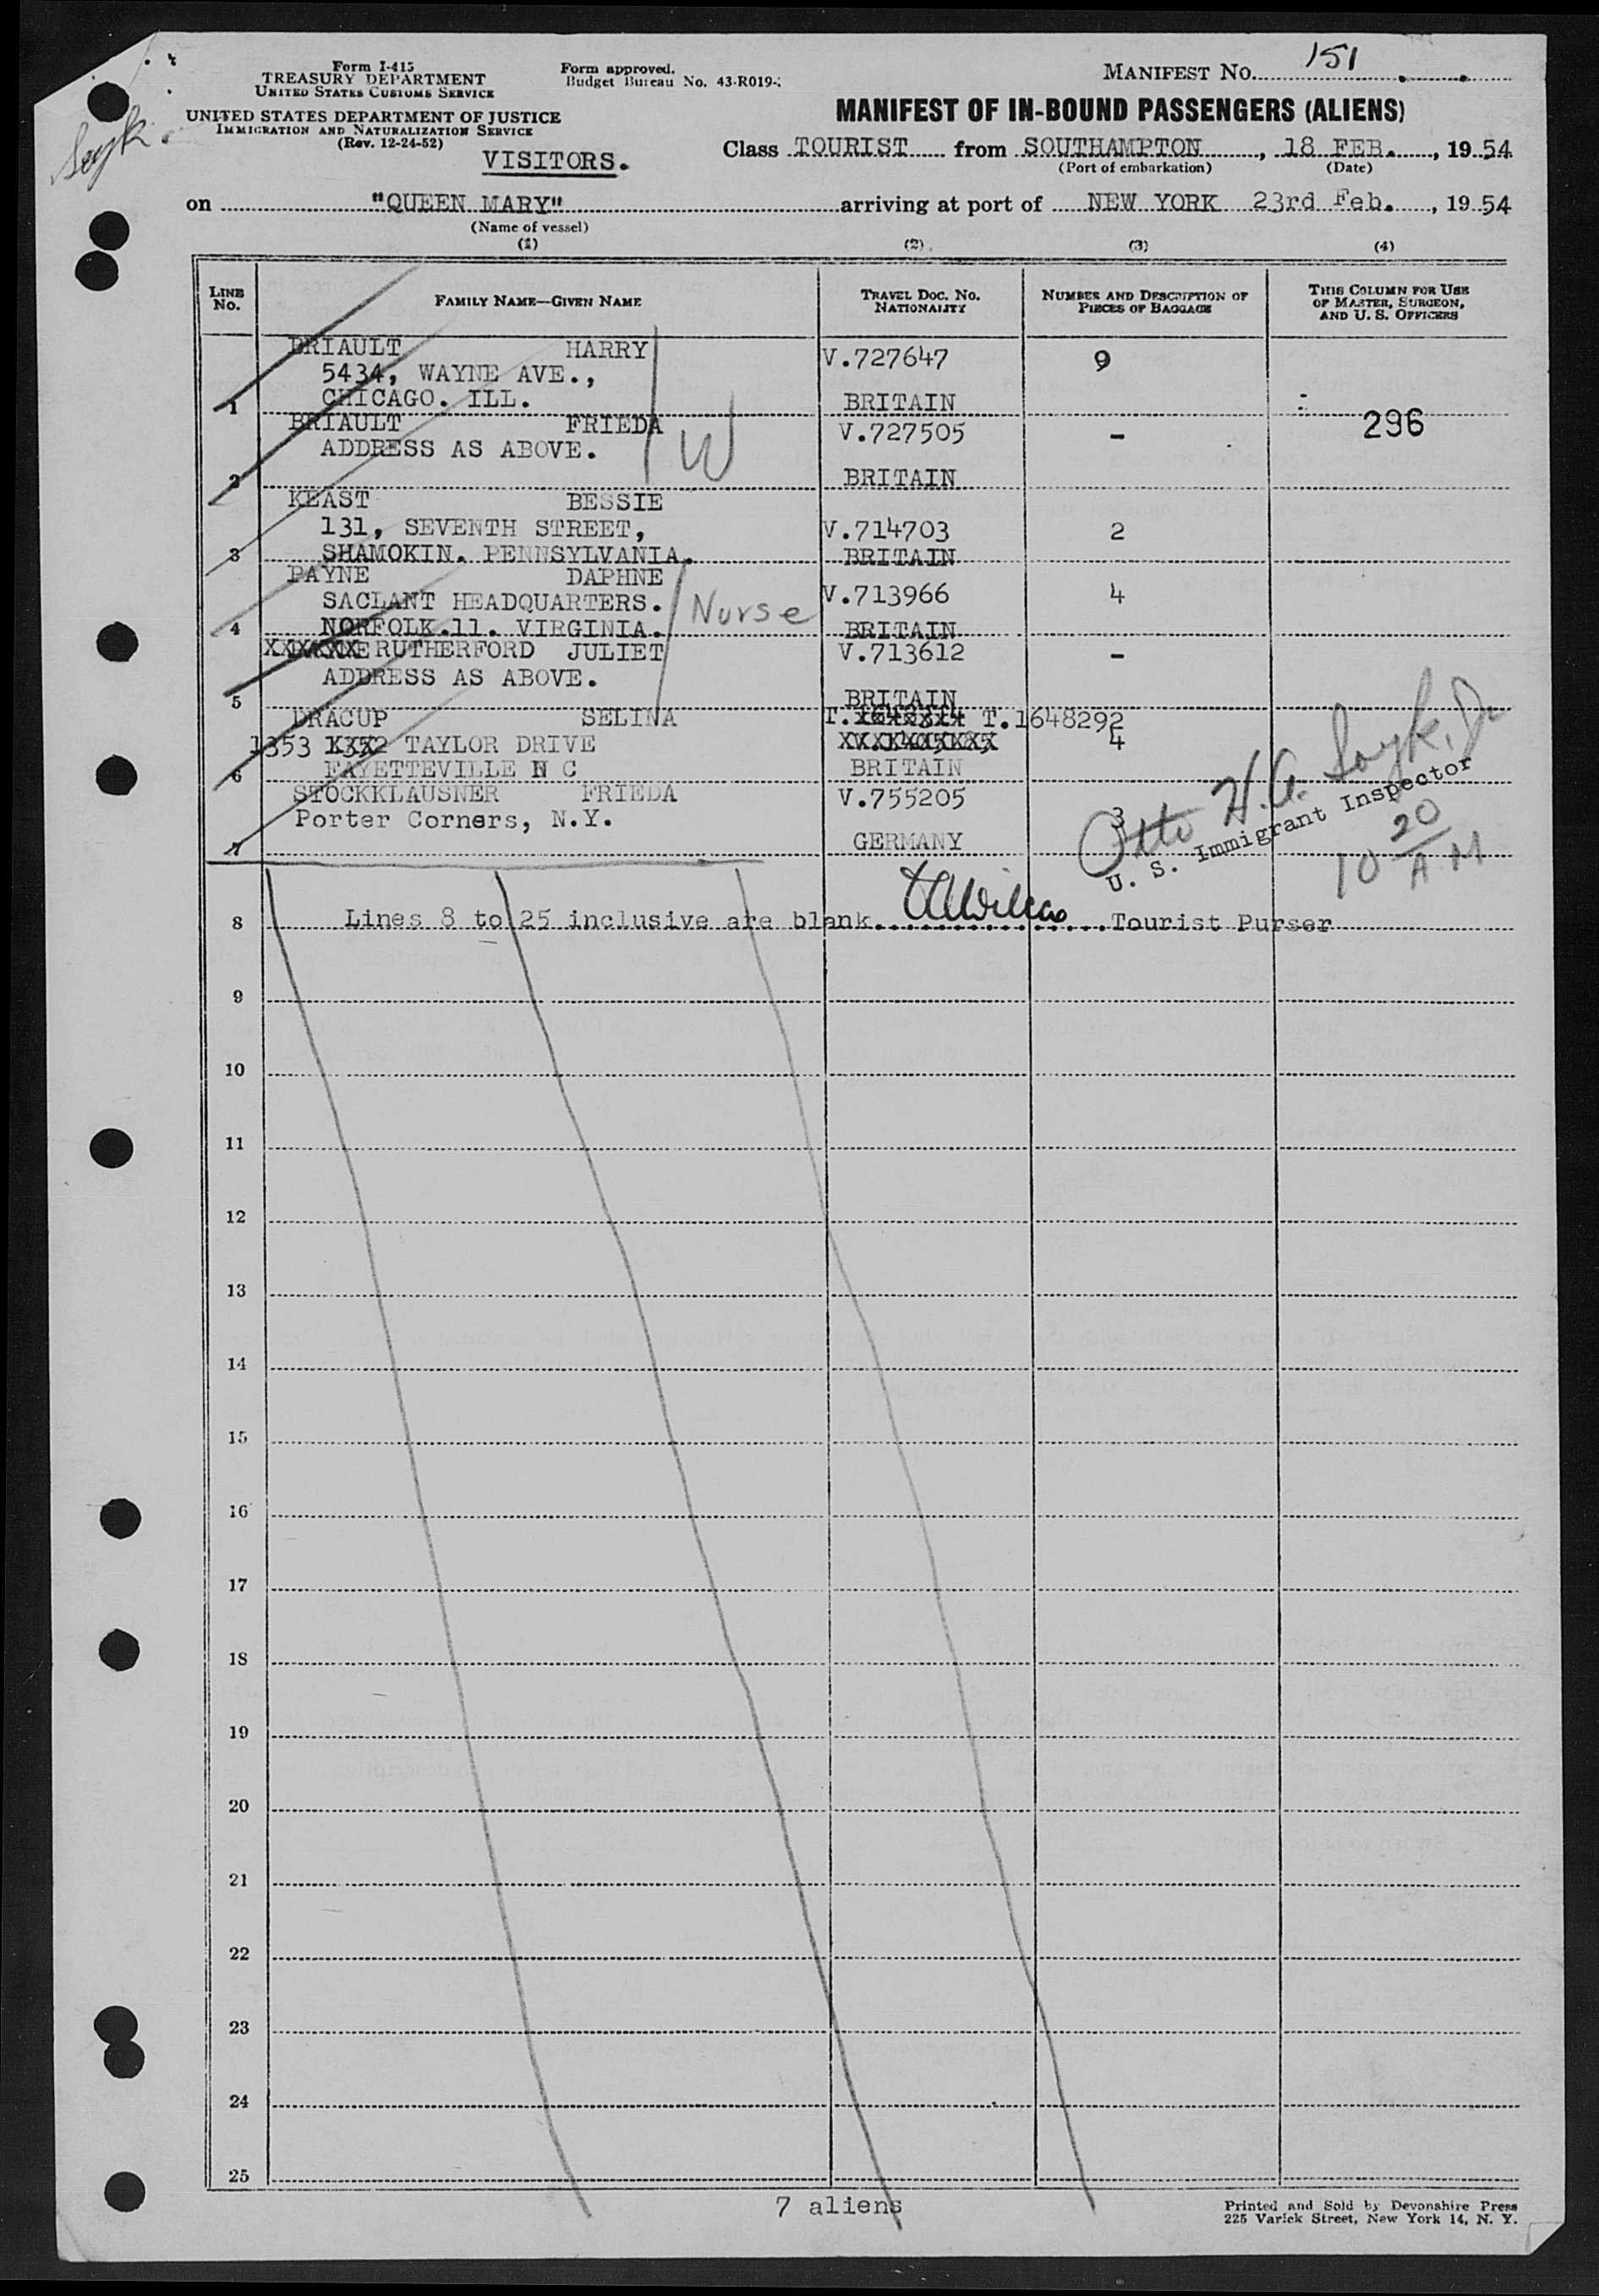 Form I-415
TREASURY DEPARTMENT
UNITED STATES CUSTOMS SERVICE
UNITED STATES DEPARTMENT OF JUSTICE
IMMIGRATION AND NATURALIZATION SERVICE
(Rev. 12-24-52)
VISITORS.
Form approved.
Budget Bureau No. 43-R019-
MANIFEST NO. 151
MANIFEST OF IN-BOUND PASSENGERS (ALIENS)
Class TOURIST from SOUTHAMPTON, 18 FEB., 1954
(Port of embarkation) (Date)
on "QUEEN MARY" arriving at port of NEW YORK 23rd Feb., 1954
(Name of vessel)
(1) (2) (3) (4)
LINE No. FAMILY NAME—GIVEN NAME TRAVEL DOC. NO. NATIONALITY NUMBER AND DESCRIPTION OF PIECES OF BAGGAGE THIS COLUMN FOR USE OF MASTER, SURGEON, AND U. S. OFFICERS
BRIAULT HARRY V.727647 9
5434, WAYNE AVE.,
1 CHICAGO. ILL. BRITAIN
BRIAULT FRIEDA V.727505 - 296
ADDRESS AS ABOVE. W
2 BRITAIN
KEAST BESSIE
131, SEVENTH STREET, V.714703 2
3 SHAMOKIN. PENNSYLVANIA. BRITAIN
PAYNE DAPHNE
SACLANT HEADQUARTERS. Nurse V.713966 4
4 NORFOLK.11. VIRGINIA. BRITAIN
RUTHERFORD JULIET V.713612 -
ADDRESS AS ABOVE.
5 BRITAIN
DRACUP SELINA T. T.1648292
1353 TAYLOR DRIVE 4
6 FAYETTEVILLE N C BRITAIN
STOCKKLAUSNER FRIEDA V.755205
Porter Corners, N.Y. 3
7 GERMANY
Otto H.A.
U. S. Immigrant Inspector
10 20 A.M
8 Lines 8 to 25 inclusive are blank. Tourist Purser
9
10
11
12
13
14
15
16
17
18
19
20
21
22
23
24
25
7 aliens
Printed and Sold by Devonshire Press
225 Varick Street, New York 14, N. Y.